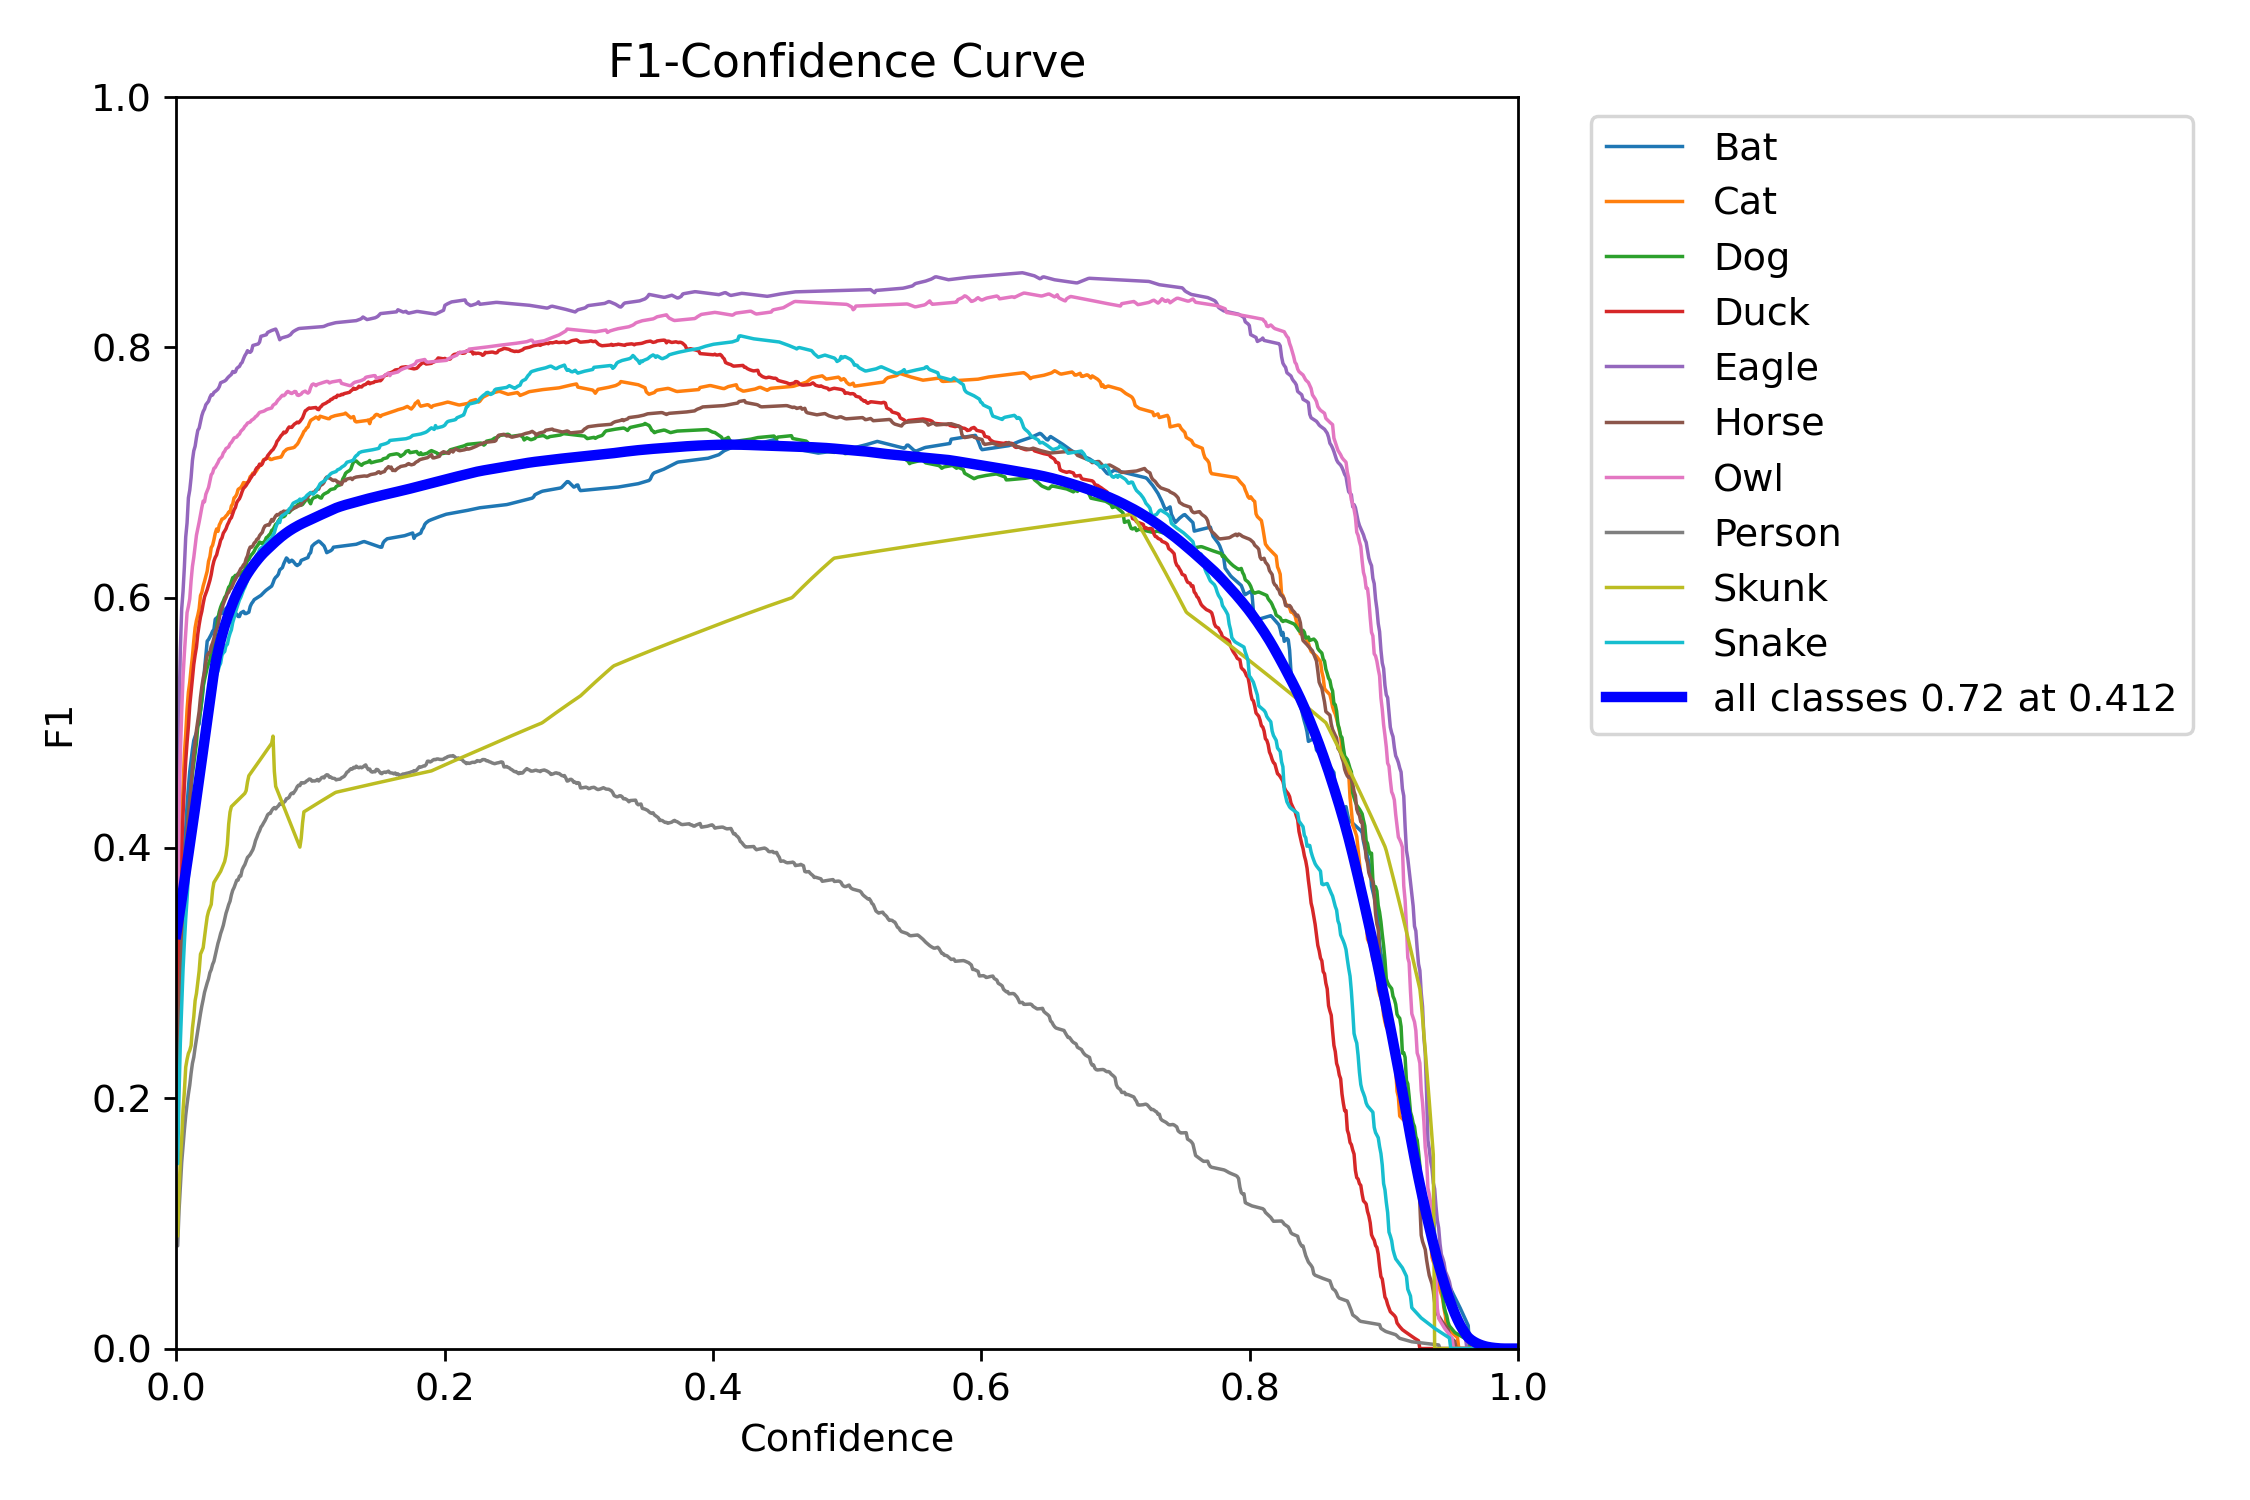 F1-Confidence Curve
1.0
0.8
0.6
0.4
0.2
0.0
F1
0.0 0.2 0.4 0.6 0.8 1.0
Confidence
Bat
Cat
Dog
Duck
Eagle
Horse
Owl
Person
Skunk
Snake
all classes 0.72 at 0.412